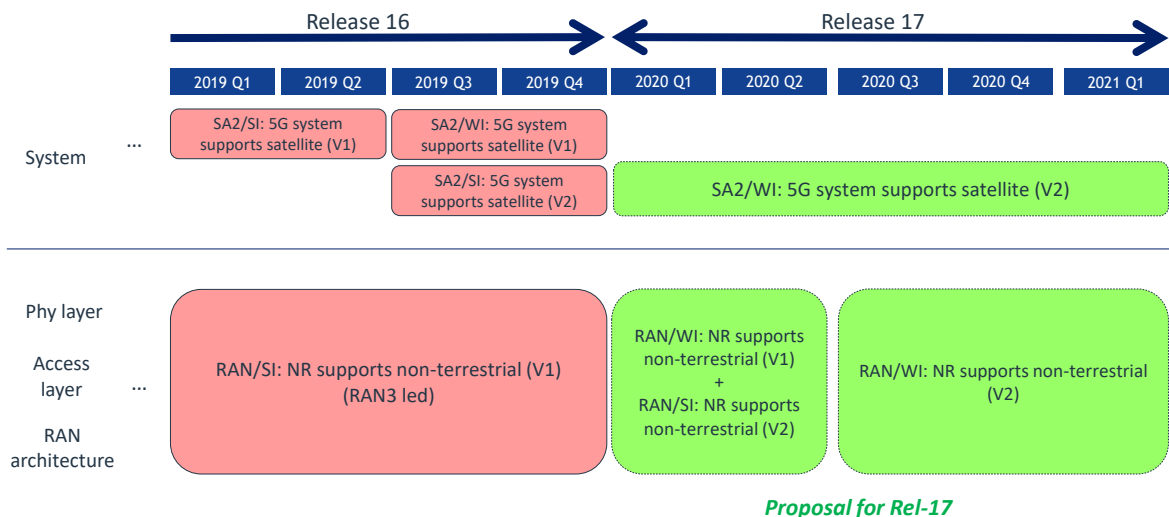 Release 16
Release 17
2019 Q1
2019 Q2
2019 Q3
2019 Q4
2020 Q1
2020 Q2
2020 Q3
2020 Q4
2021 Q1
System
...
SA2/SI: 5G system
supports satellite (V1)
SA2/WI: 5G system
supports satellite (V1)
SA2/SI: 5G system
supports satellite (V2)
SA2/WI: 5G system supports satellite (V2)
Phy layer
Access
layer
...
RAN
architecture
RAN/SI: NR supports non-terrestrial (V1)
(RAN3 led)
RAN/WI: NR supports
non-terrestrial (V1)
+
RAN/SI: NR supports
non-terrestrial (V2)
RAN/WI: NR supports non-terrestrial
(V2)
Proposal for Rel-17